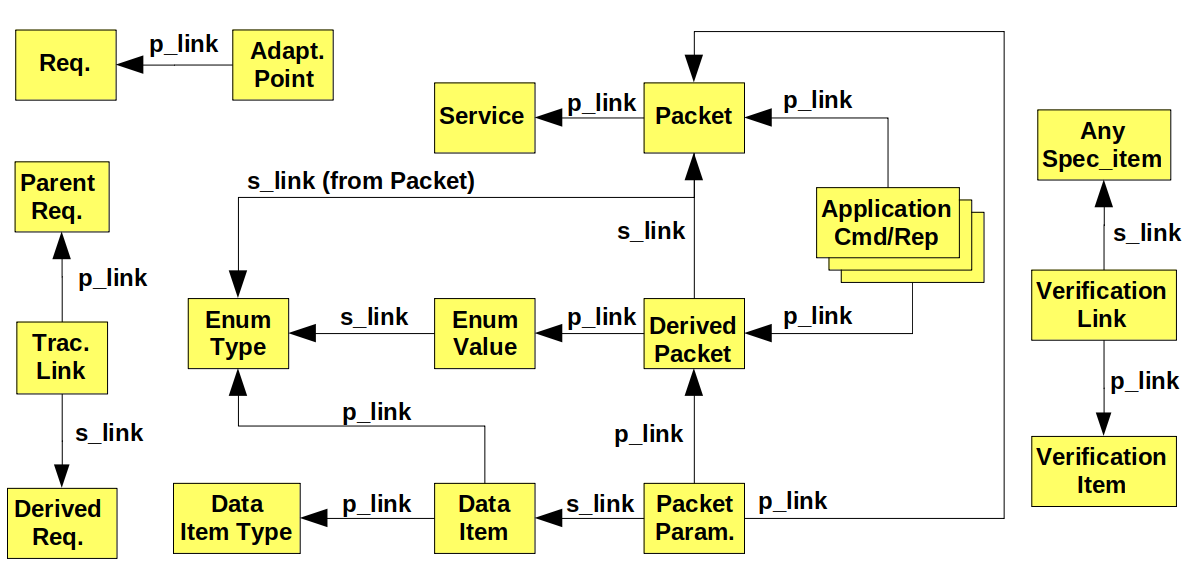 Req.
p_link
Adapt.
Point
Parent
Req.
p_link
Trac.
Link
s_link
Derived
Req.
Service
p_link
Packet
p_link
s_link (from Packet)
s_link
Application
Cmd/Rep
Enum
Type
s_link
Enum
Value
p_link
Derived
Packet
p_link
p_link
p_link
Data
Item Type
p_link
Data
Item
s_link
Packet
Param.
p_link
Any
Spec_item
s_link
Verification
Link
p_link
Verification
Item